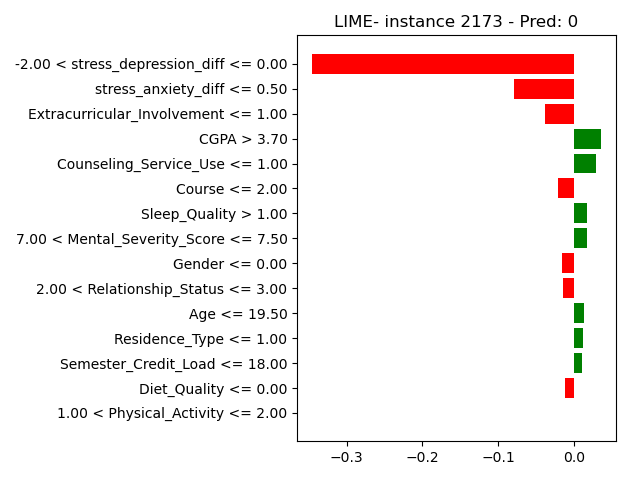 LIME- instance 2173 - Pred: 0
-2.00 < stress_depression_diff <= 0.00
stress_anxiety_diff <= 0.50
Extracurricular_Involvement <= 1.00
CGPA > 3.70
Counseling_Service_Use <= 1.00
Course <= 2.00
Sleep_Quality > 1.00
7.00 < Mental_Severity_Score <= 7.50
Gender <= 0.00
2.00 < Relationship_Status <= 3.00
Age <= 19.50
Residence_Type <= 1.00
Semester_Credit_Load <= 18.00
Diet_Quality <= 0.00
1.00 < Physical_Activity <= 2.00
−0.3 −0.2 −0.1 0.0